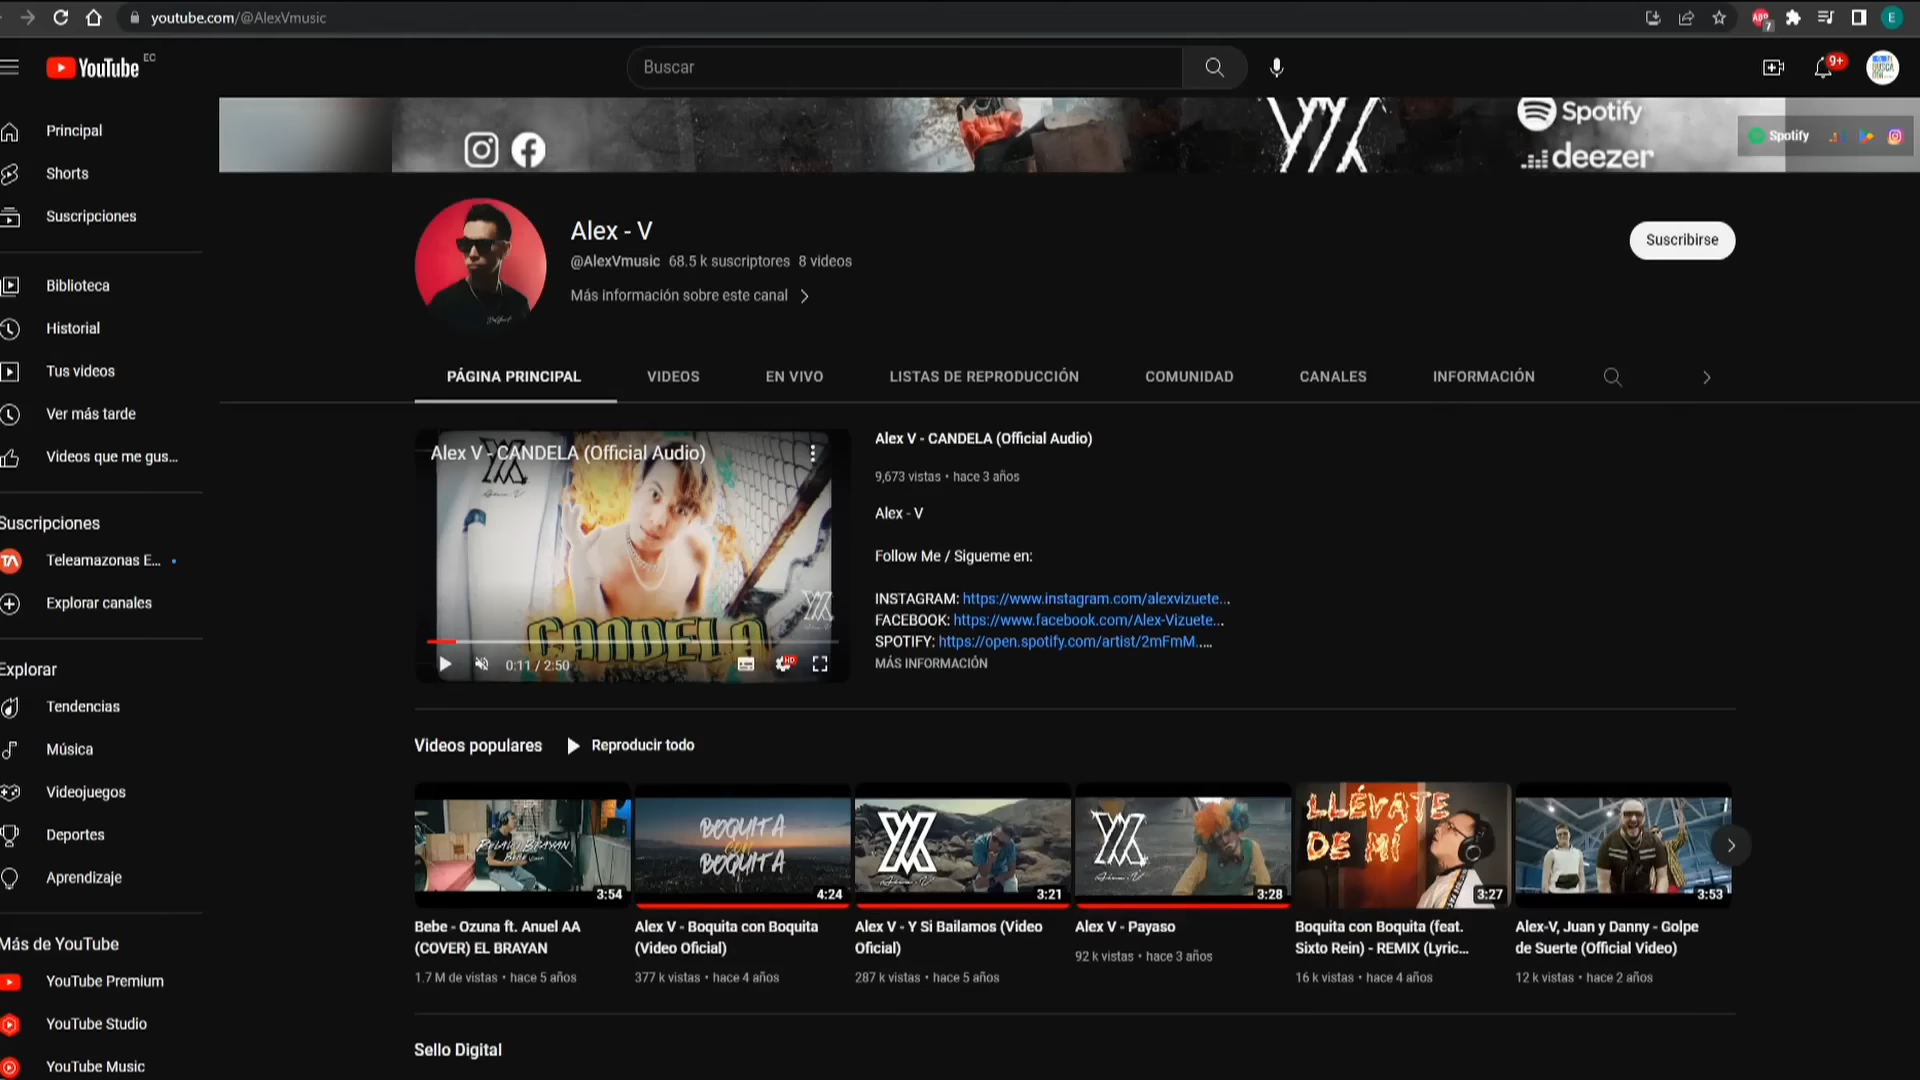 youtube.com/@AlexVmusic
ABP
7
E
YouTube EC
Buscar
9+
Principal
Shorts
Suscripciones
Biblioteca
Historial
Tus videos
Ver más tarde
Videos que me gus...
Suscripciones
Teleamazonas E...
Explorar canales
Explorar
Tendencias
Música
Videojuegos
Deportes
Aprendizaje
Más de YouTube
YouTube Premium
YouTube Studio
YouTube Music
Spotify
deezer
Spotify
Alex - V
@AlexVmusic 68.5 k suscriptores 8 videos
Más información sobre este canal
Suscribirse
PÁGINA PRINCIPAL
VIDEOS
EN VIVO
LISTAS DE REPRODUCCIÓN
COMUNIDAD
CANALES
INFORMACIÓN
Alex V - CANDELA (Official Audio)
CANDELA
0:11 / 2:50
HD
Alex V - CANDELA (Official Audio)
9,673 vistas • hace 3 años
Alex - V
Follow Me / Sigueme en:
INSTAGRAM: https://www.instagram.com/alexvizuete...
FACEBOOK: https://www.facebook.com/Alex-Vizuete...
SPOTIFY: https://open.spotify.com/artist/2mFmM.....
MÁS INFORMACIÓN
Videos populares
Reproducir todo
3:54
Bebe - Ozuna ft. Anuel AA
(COVER) EL BRAYAN
1.7 M de vistas • hace 5 años
BOQUITA
CON
BOQUITA
4:24
Alex V - Boquita con Boquita
(Video Oficial)
377 k vistas • hace 4 años
3:21
Alex V - Y Si Bailamos (Video
Oficial)
287 k vistas • hace 5 años
3:28
Alex V - Payaso
92 k vistas • hace 3 años
LLÉVATE
DE MÍ
3:27
Boquita con Boquita (feat.
Sixto Rein) - REMIX (Lyric...
16 k vistas • hace 4 años
3:53
Alex-V, Juan y Danny - Golpe
de Suerte (Official Video)
12 k vistas • hace 2 años
Sello Digital